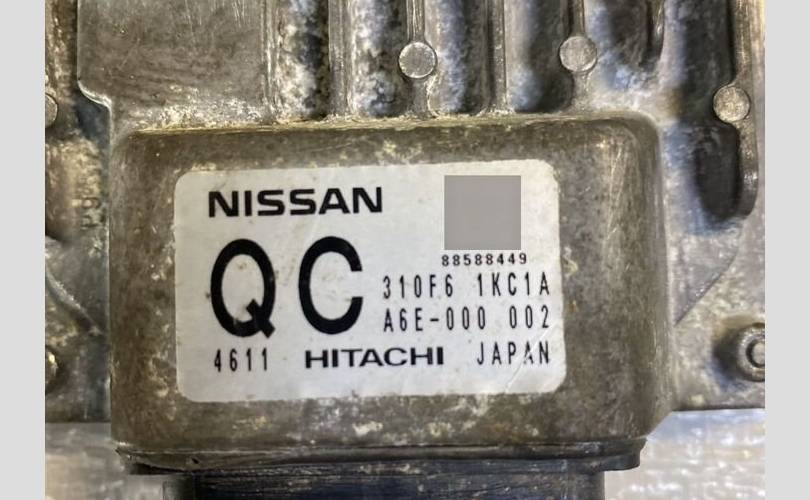 NISSAN
88588449
QC
310F6 1KC1A
A6E-000 002
4611 HITACHI JAPAN